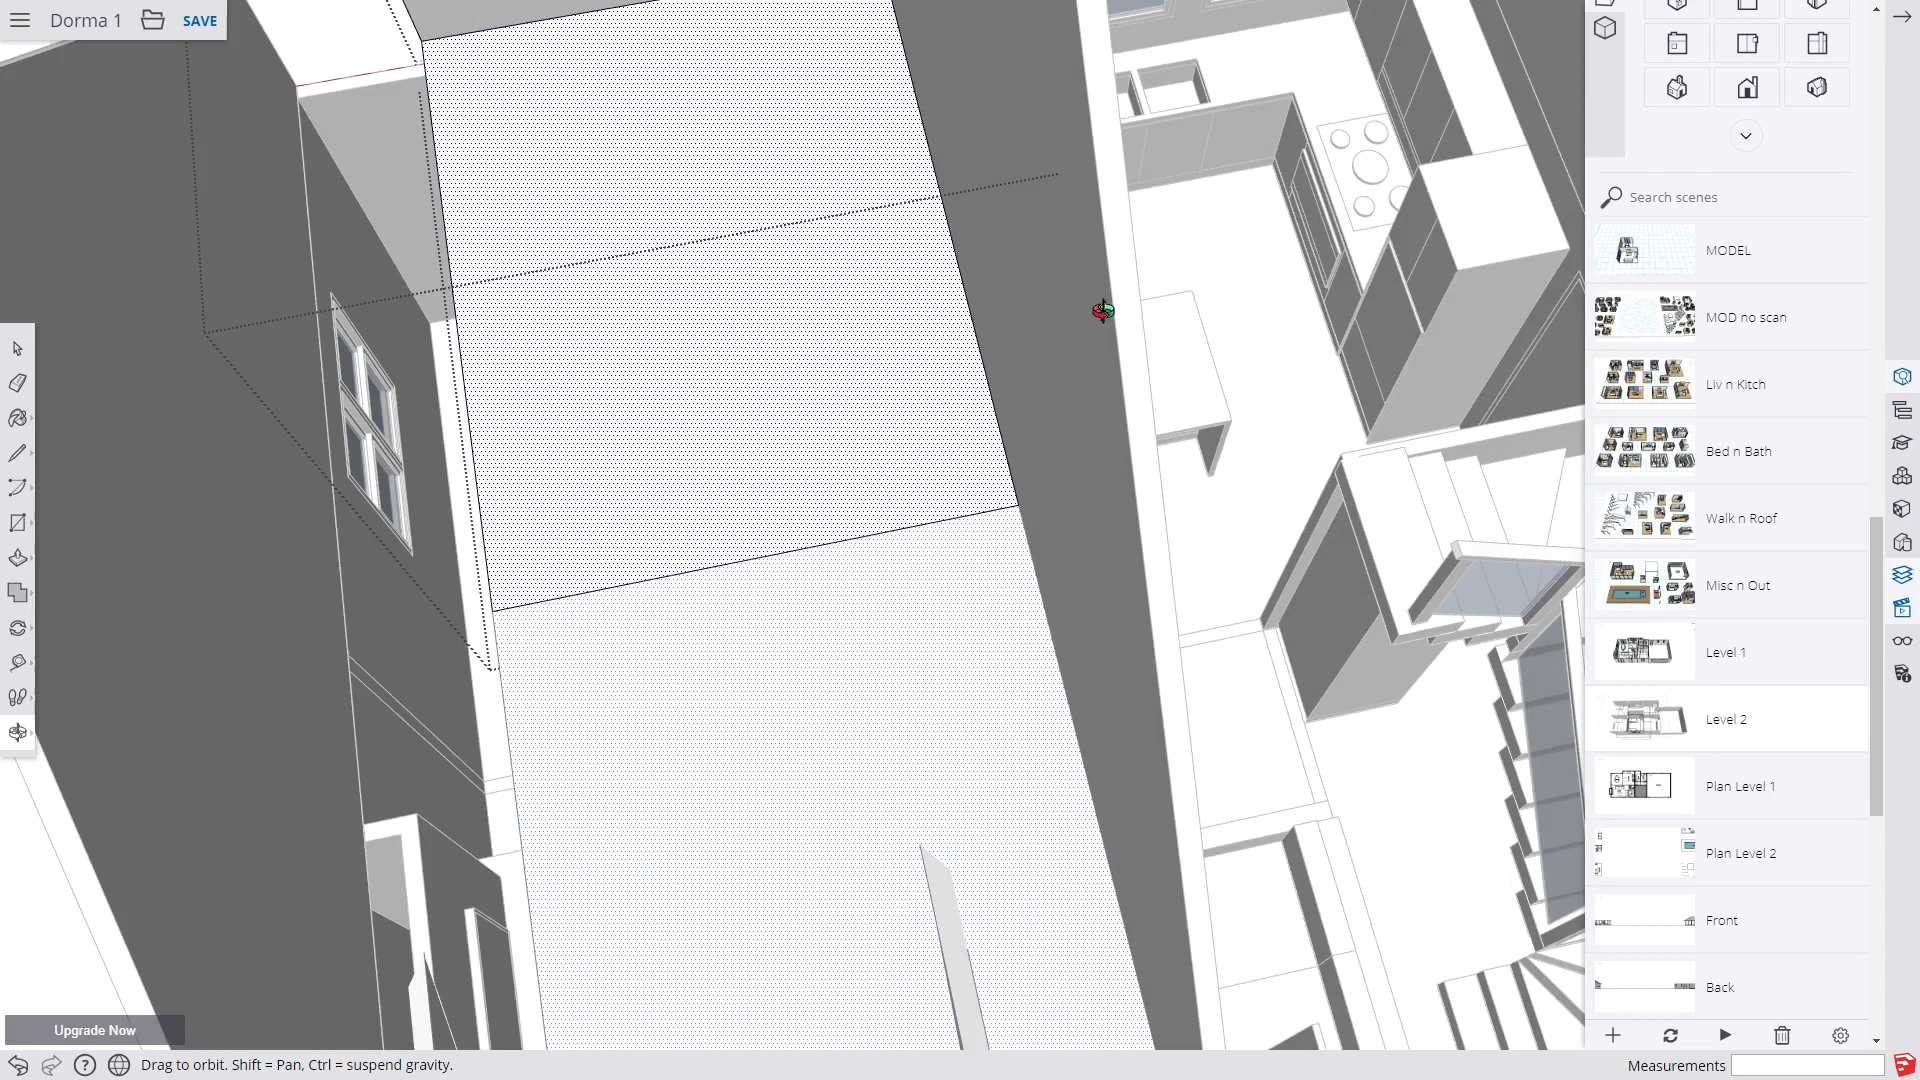 Dorma 1
SAVE
Search scenes
MODEL
MOD no scan
Liv n Kitch
Bed n Bath
Walk n Roof
Misc n Out
Level 1
Level 2
Plan Level 1
Plan Level 2
Front
Back
Upgrade Now
Drag to orbit. Shift = Pan, Ctrl = suspend gravity.
Measurements